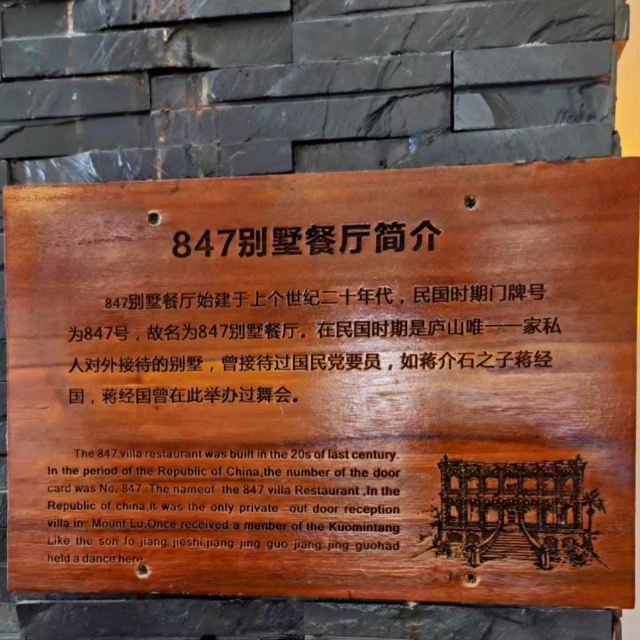 847别墅餐厅简介
847别墅餐厅始建于上个世纪二十年代，民国时期门牌号
为847号，故名为847别墅餐厅。在民国时期是庐山唯一一家私
人对外接待的别墅，曾接待过国民党要员，如蒋介石之子蒋经
国，蒋经国曾在此举办过舞会。
The 847 villa restaurant was built in the 20s of last century.
In the period of the Republic of China,the number of the door
card was No. 847. The nameof the 847 villa Restaurant ,In the
Republic of china,it was the only private out door reception
villa in Mount Lu.Once received a menber of the Kuomintang
Like the son fo jiang jieshi,jiang jing guo jiang jing guohad
held a dance here